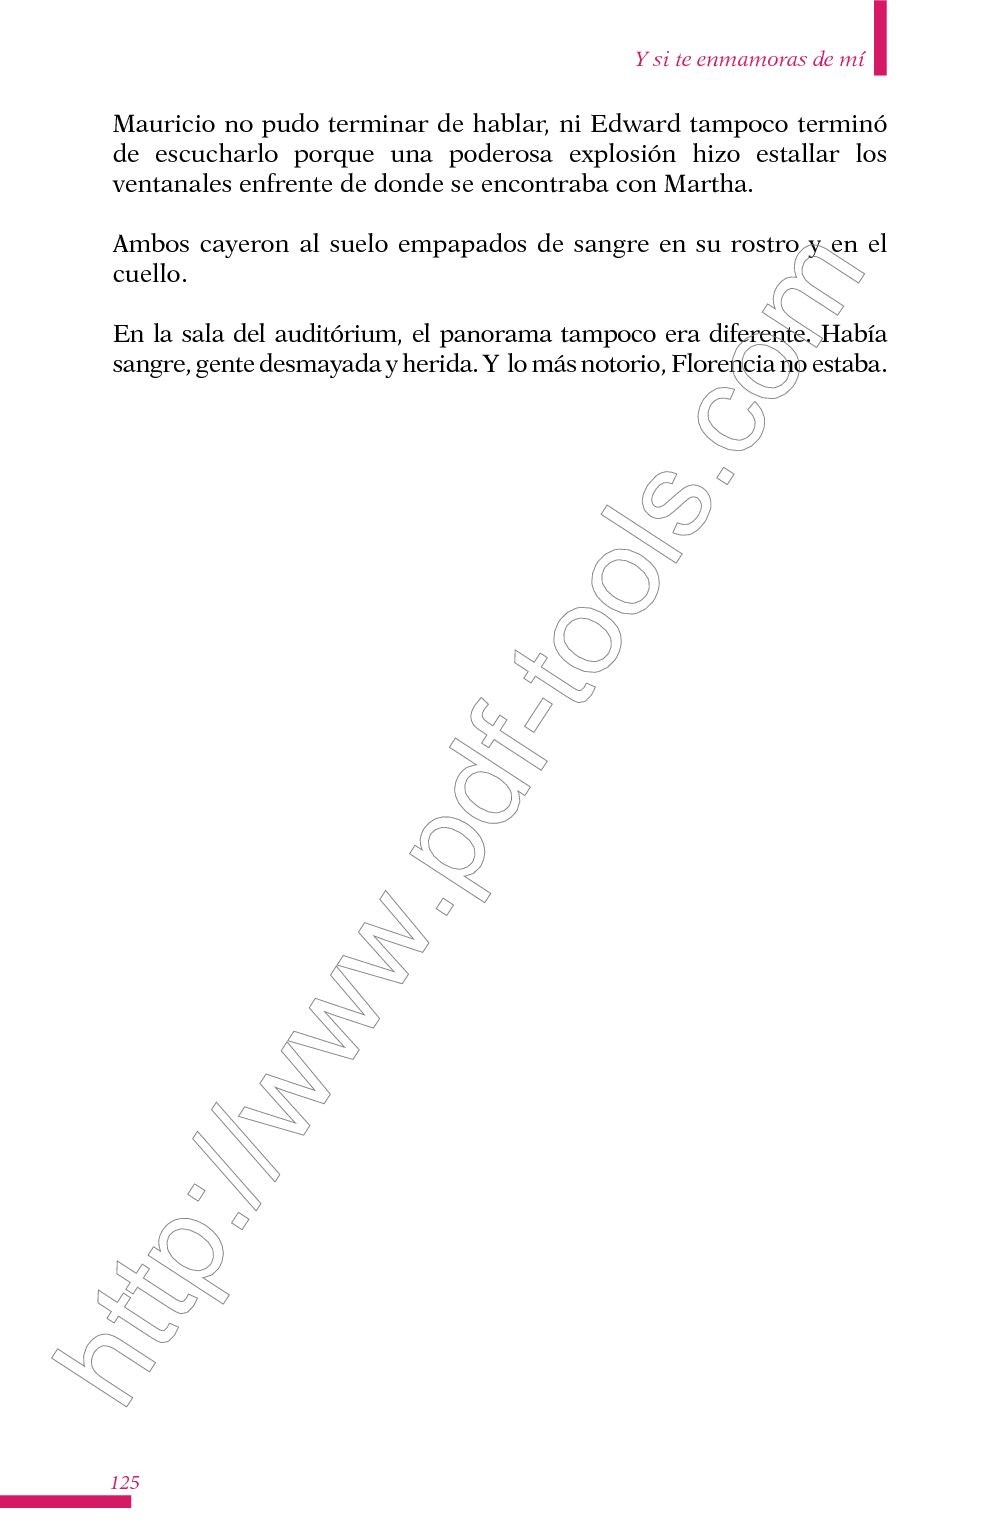 Y si te enmamoras de mí
Mauricio no pudo terminar de hablar, ni Edward tampoco terminó
de escucharlo porque una poderosa explosión hizo estallar los
ventanales enfrente de donde se encontraba con Martha.
Ambos cayeron al suelo empapados de sangre en su rostro y en el
cuello.
En la sala del auditórium, el panorama tampoco era diferente. Había
sangre, gente desmayada y herida. Y lo más notorio, Florencia no estaba.
http://www.pdf-tools.com
125